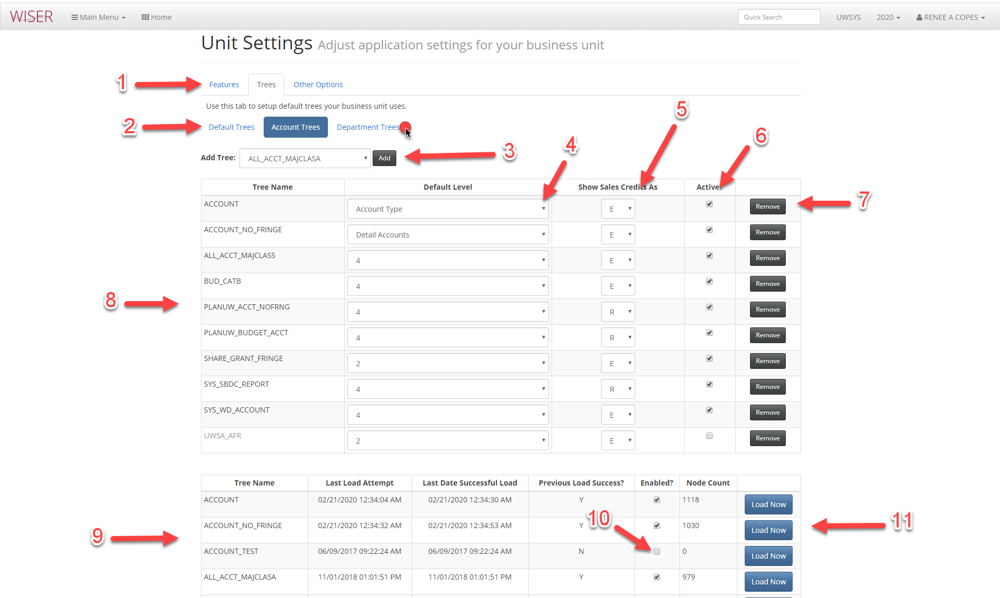 WISER Main Menu Home Quick Search UWSYS 2020 RENEE A COPES
Unit Settings Adjust application settings for your business unit
1 Features Trees Other Options
Use this tab to setup default trees your business unit uses.
5
2 Default Trees Account Trees Department Trees
6
4
3
Add Tree: ALL_ACCT_MAJCLASA Add
Tree Name Default Level Show Sales Credits As Active?
7
ACCOUNT Account Type E Remove
ACCOUNT_NO_FRINGE Detail Accounts E Remove
ALL_ACCT_MAJCLASS 4 E Remove
BUD_CATB 4 E Remove
8
PLANUW_ACCT_NOFRNG 4 R Remove
PLANUW_BUDGET_ACCT 4 R Remove
SHARE_GRANT_FRINGE 2 E Remove
SYS_SBDC_REPORT 4 R Remove
SYS_WD_ACCOUNT 4 E Remove
UWSA_AFR 2 E Remove
Tree Name Last Load Attempt Last Date Successful Load Previous Load Success? Enabled? Node Count
ACCOUNT 02/21/2020 12:34:04 AM 02/21/2020 12:34:30 AM Y 1118 Load Now
10
11
ACCOUNT_NO_FRINGE 02/21/2020 12:34:32 AM 02/21/2020 12:34:53 AM Y 1030 Load Now
9
ACCOUNT_TEST 06/09/2017 09:22:24 AM 06/09/2017 09:22:24 AM N 0 Load Now
ALL_ACCT_MAJCLASA 11/01/2018 01:01:51 PM 11/01/2018 01:01:51 PM Y 979 Load Now